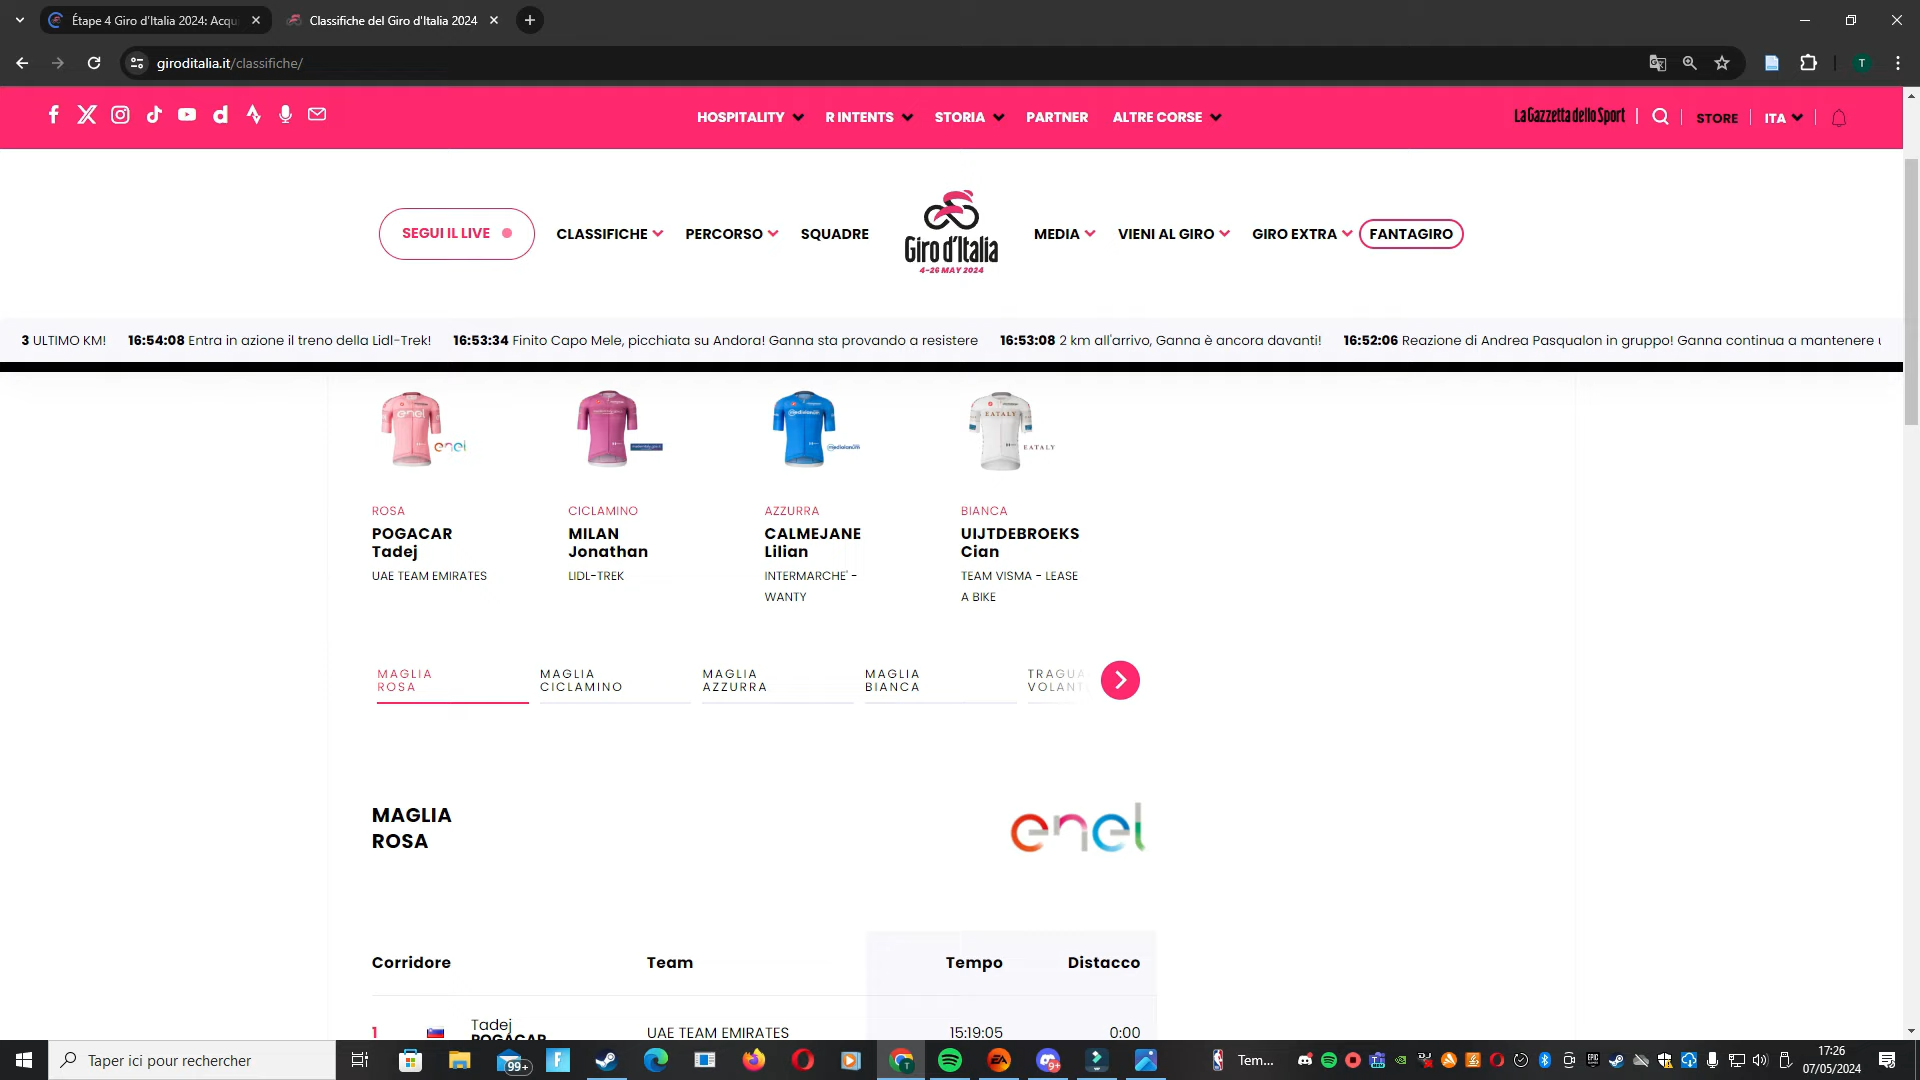 Étape 4 Giro d'Italia 2024: Acqu
Classifiche del Giro d'Italia 2024
giroditalia.it/classifiche/
T
HOSPITALITY
R INTENTS
STORIA
PARTNER
ALTRE CORSE
La Gazzetta dello Sport
STORE
ITA
SEGUI IL LIVE
CLASSIFICHE
PERCORSO
SQUADRE
Giro d'Italia
4-26 MAY 2024
MEDIA
VIENI AL GIRO
GIRO EXTRA
FANTAGIRO
3 ULTIMO KM! 16:54:08 Entra in azione il treno della Lidl-Trek! 16:53:34 Finito Capo Mele, picchiata su Andora! Ganna sta provando a resistere 16:53:08 2 km all'arrivo, Ganna è ancora davanti! 16:52:06 Reazione di Andrea Pasqualon in gruppo! Ganna continua a mantenere
enel
enel
mediolanum
mediolanum
EATALY
EATALY
ROSA
POGACAR
Tadej
UAE TEAM EMIRATES
CICLAMINO
MILAN
Jonathan
LIDL-TREK
AZZURRA
CALMEJANE
Lilian
INTERMARCHE' -
WANTY
BIANCA
UIJTDEBROEKS
Cian
TEAM VISMA - LEASE
A BIKE
MAGLIA
ROSA
MAGLIA
CICLAMINO
MAGLIA
AZZURRA
MAGLIA
BIANCA
TRAGUA
VOLANT
MAGLIA
ROSA
enel
Corridore Team Tempo Distacco
1 Tadej POGACAR UAE TEAM EMIRATES 15:19:05 0:00
Taper ici pour rechercher
99+
9+
Tem...
17:26
07/05/2024